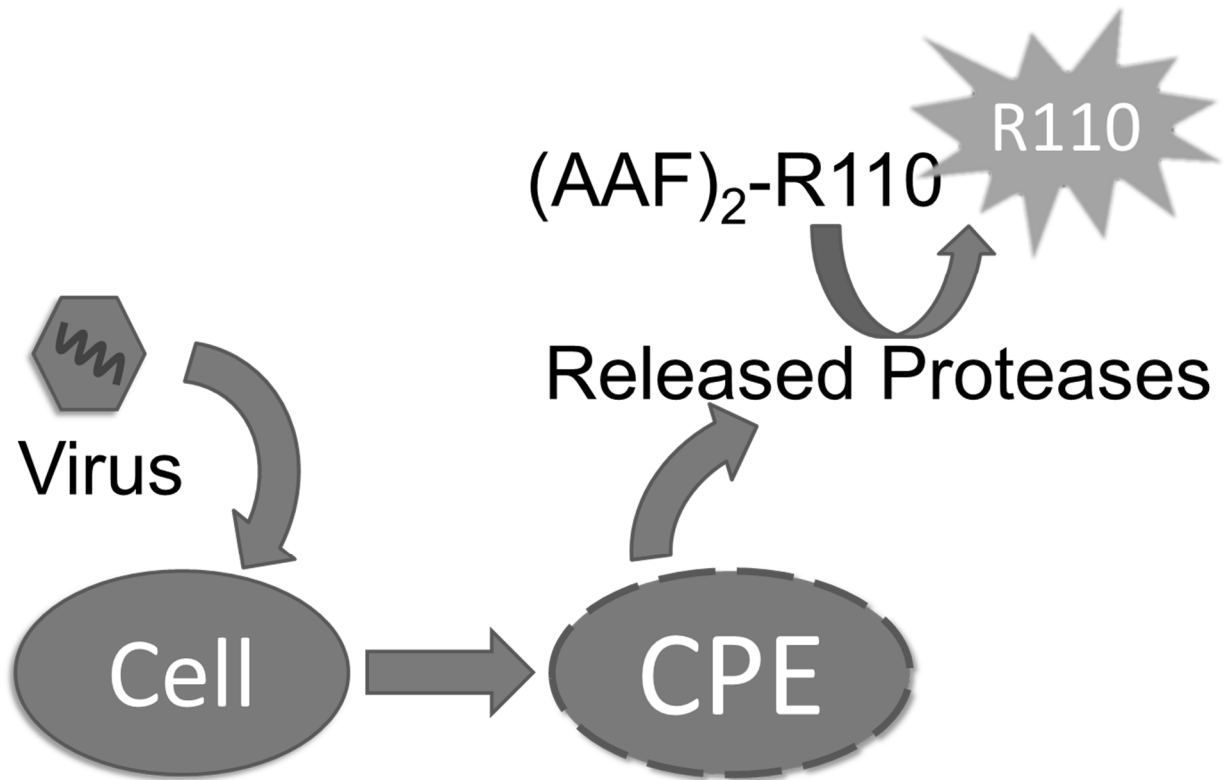 R110
(AAF)₂-R110
Released Proteases
Virus
Cell
CPE